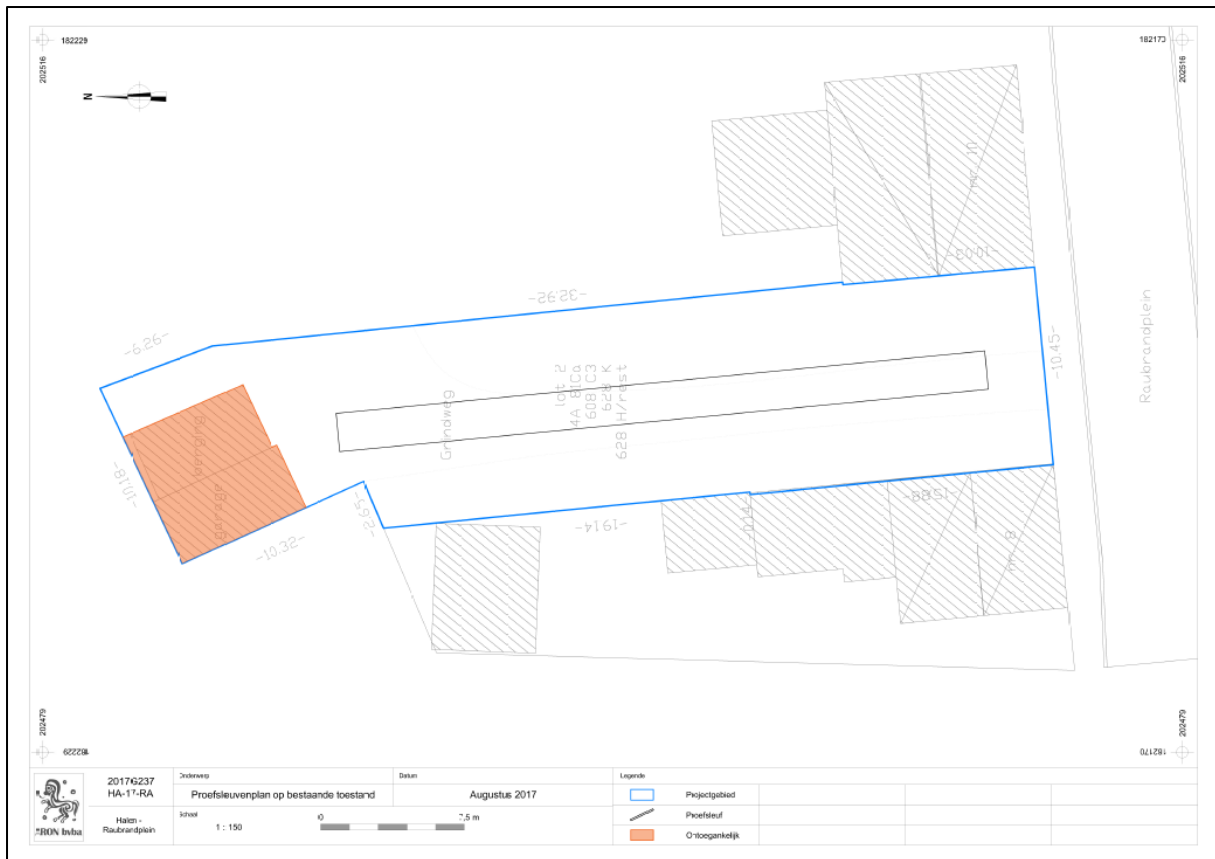 182229
202516
182173
202516
N
nr. 10
-10.03-
-32.92-
-6.26-
-10.45-
Raubrandplein
lot 2
4A 81Ca
608 C3
628 K
628 H/rest
Grindweg
berging
garage
-10.18-
-10.32-
-2.65-
-19.14-
-0.14-
-15.88-
nr. 8
202479
182229
202479
182170
2017G237
HA-17-RA
Halen -
Raubrandplein
ARON bvba
Onderwerp
Proefsleuvenplan op bestaande toestand
Datum
Augustus 2017
Schaal
1 : 150
0
7,5 m
Legende
Projectgebied
Proefsleuf
Ontoegankelijk